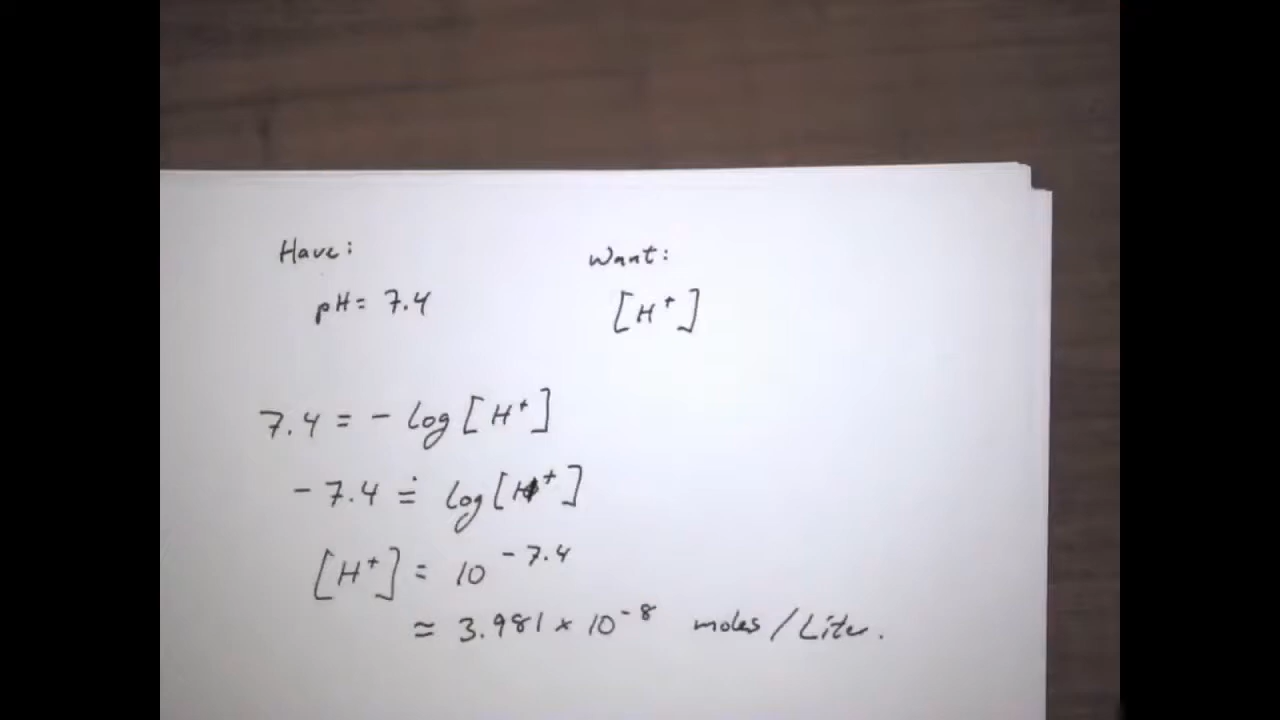 Have: Want:
pH = 7.4 [H⁺]
7.4 = - log [H⁺]
- 7.4 = log [H⁺]
[H⁺] = 10⁻⁷·⁴
≈ 3.981 × 10⁻⁸ moles / Liter.